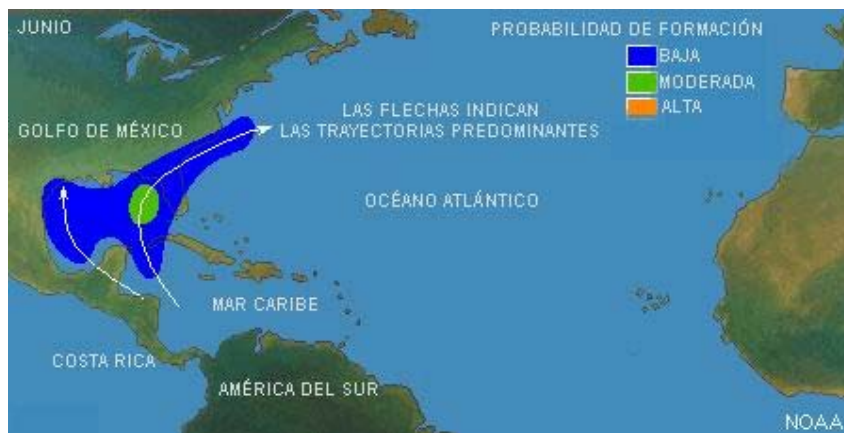 JUNIO
PROBABILIDAD DE FORMACIÓN
BAJA
MODERADA
ALTA
LAS FLECHAS INDICAN
LAS TRAYECTORIAS PREDOMINANTES
GOLFO DE MÉXICO
OCÉANO ATLÁNTICO
MAR CARIBE
COSTA RICA
AMÉRICA DEL SUR
NOAA